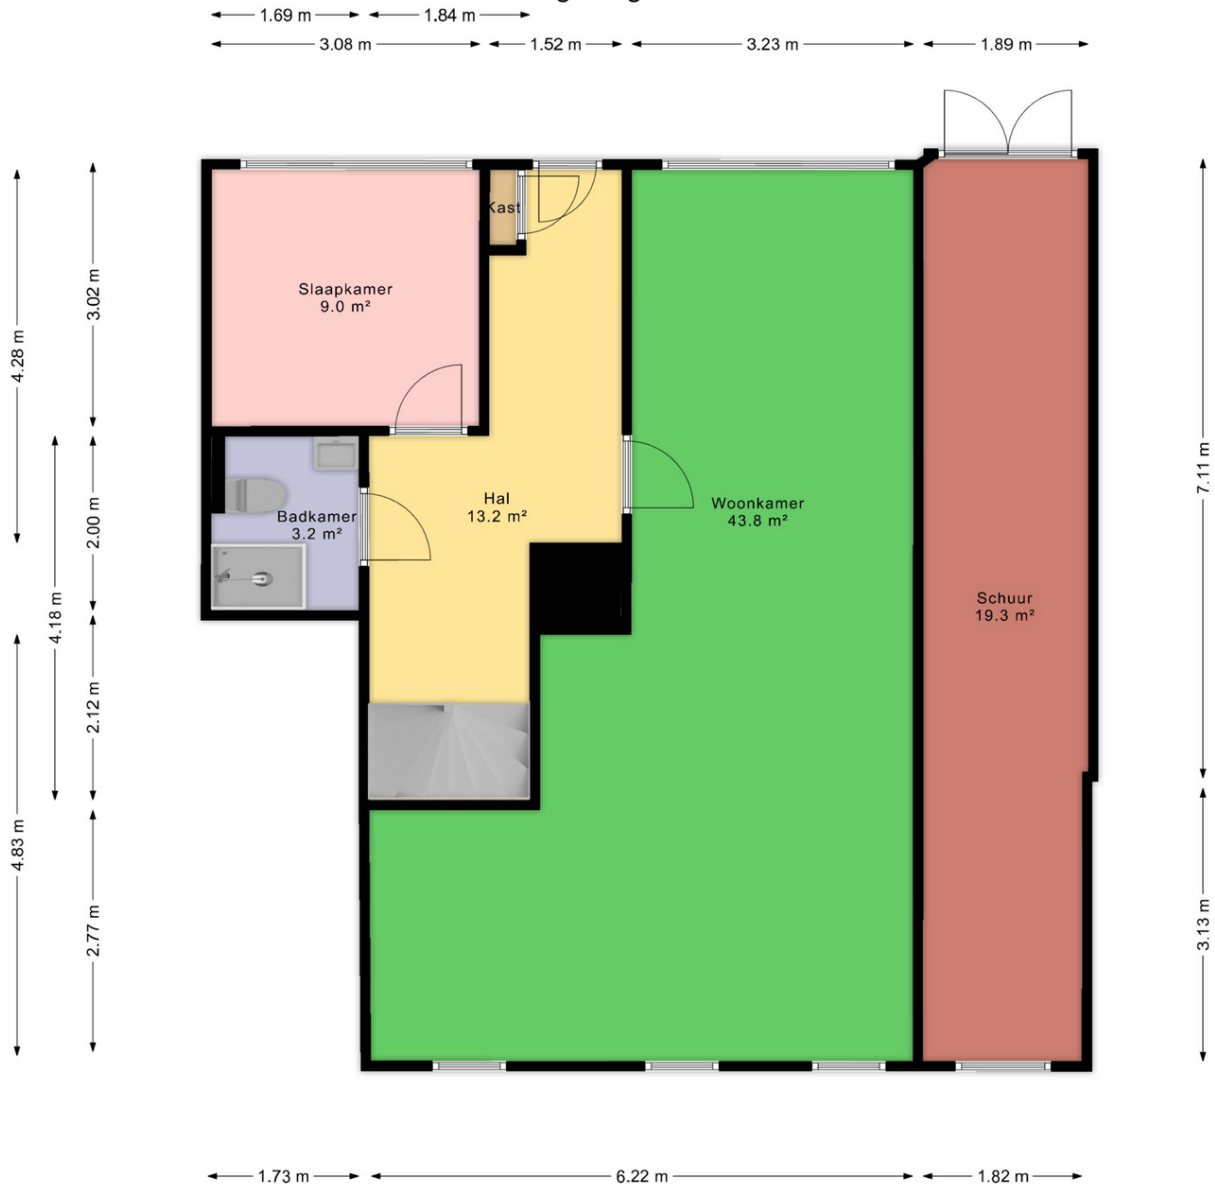 1.69 m
1.84 m
3.08 m
1.52 m
3.23 m
1.89 m
4.28 m
3.02 m
Kast
Slaapkamer
9.0 m²
7.11 m
2.00 m
Hal
13.2 m²
Woonkamer
43.8 m²
Badkamer
3.2 m²
4.18 m
Schuur
19.3 m²
2.12 m
4.83 m
2.77 m
3.13 m
1.73 m
6.22 m
1.82 m